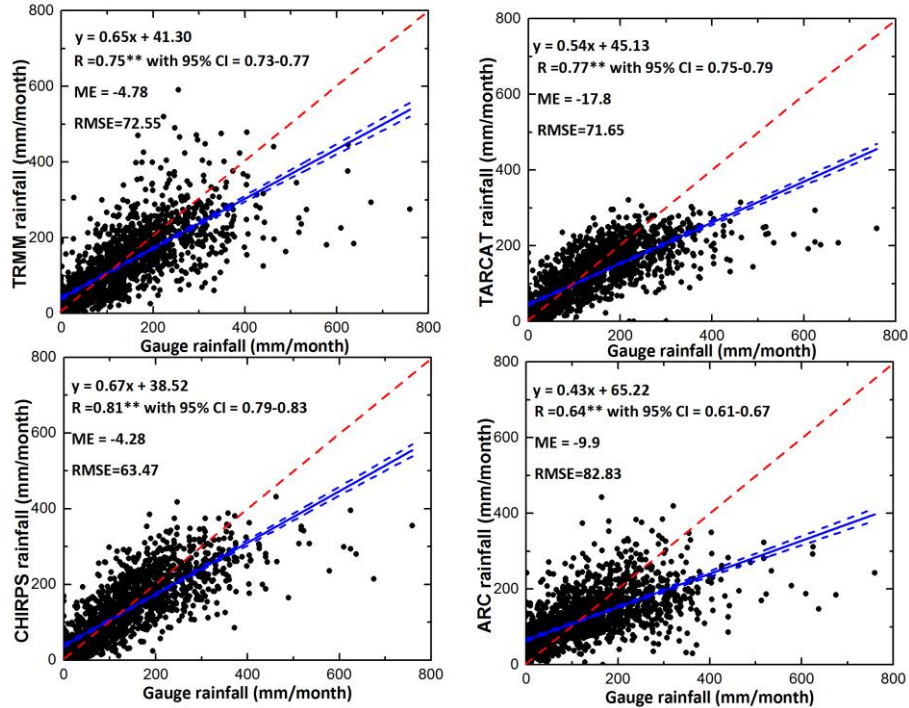 y = 0.65x + 41.30
R =0.75** with 95% CI = 0.73-0.77
ME = -4.78
RMSE=72.55
TRMM rainfall (mm/month)
800
600
400
200
0
0 200 400 600 800
Gauge rainfall (mm/month)
y = 0.54x + 45.13
R =0.77** with 95% CI = 0.75-0.79
ME = -17.8
RMSE=71.65
TARCAT rainfall (mm/month)
800
600
400
200
0
0 200 400 600 800
Gauge rainfall (mm/month)
y = 0.67x + 38.52
R =0.81** with 95% CI = 0.79-0.83
ME = -4.28
RMSE=63.47
CHIRPS rainfall (mm/month)
800
600
400
200
0
0 200 400 600 800
Gauge rainfall (mm/month)
y = 0.43x + 65.22
R =0.64** with 95% CI = 0.61-0.67
ME = -9.9
RMSE=82.83
ARC rainfall (mm/month)
800
600
400
200
0
0 200 400 600 800
Gauge rainfall (mm/month)